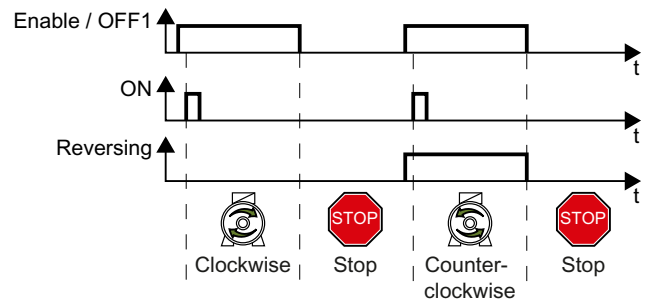 Enable / OFF1
t
ON
t
Reversing
t
STOP
STOP
Clockwise
Stop
Counter-
clockwise
Stop